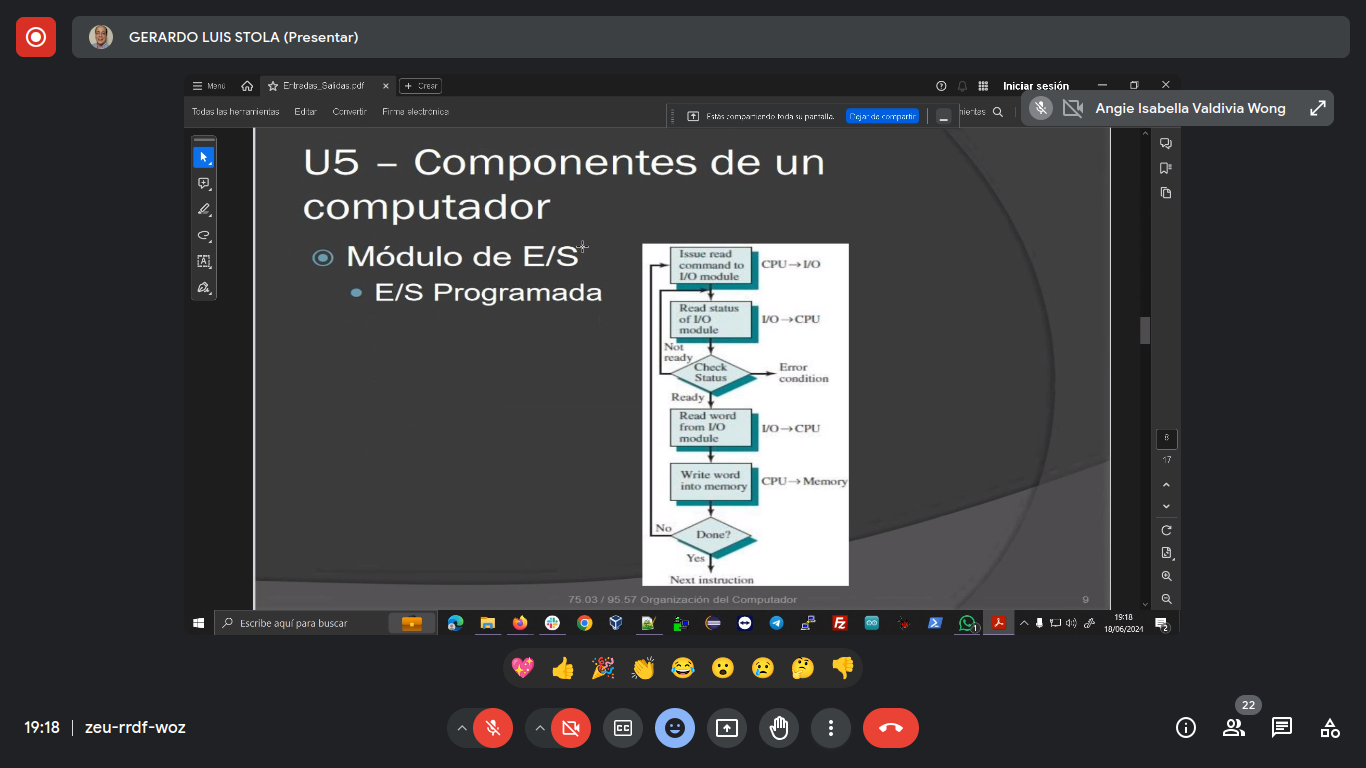 GERARDO LUIS STOLA (Presentar)
Menú
Entradas_Salidas.pdf
Crear
Iniciar sesión
Todas las herramientas
Editar
Convertir
Firma electrónica
Estás compartiendo toda su pantalla.
Dejar de compartir
mientas
Angie Isabella Valdivia Wong
U5 – Componentes de un
computador
Módulo de E/S
E/S Programada
Issue read
command to
I/O module
CPU→I/O
Read status
of I/O
module
I/O→CPU
Not
ready
Check
Status
Error
condition
Ready
Read word
from I/O
module
I/O→CPU
Write word
into memory
CPU→Memory
No
Done?
Yes
Next instruction
75.03 / 95.57 Organización del Computador
9
17
Escribe aquí para buscar
19:18
18/06/2024
1
2
19:18
zeu-rrdf-woz
22